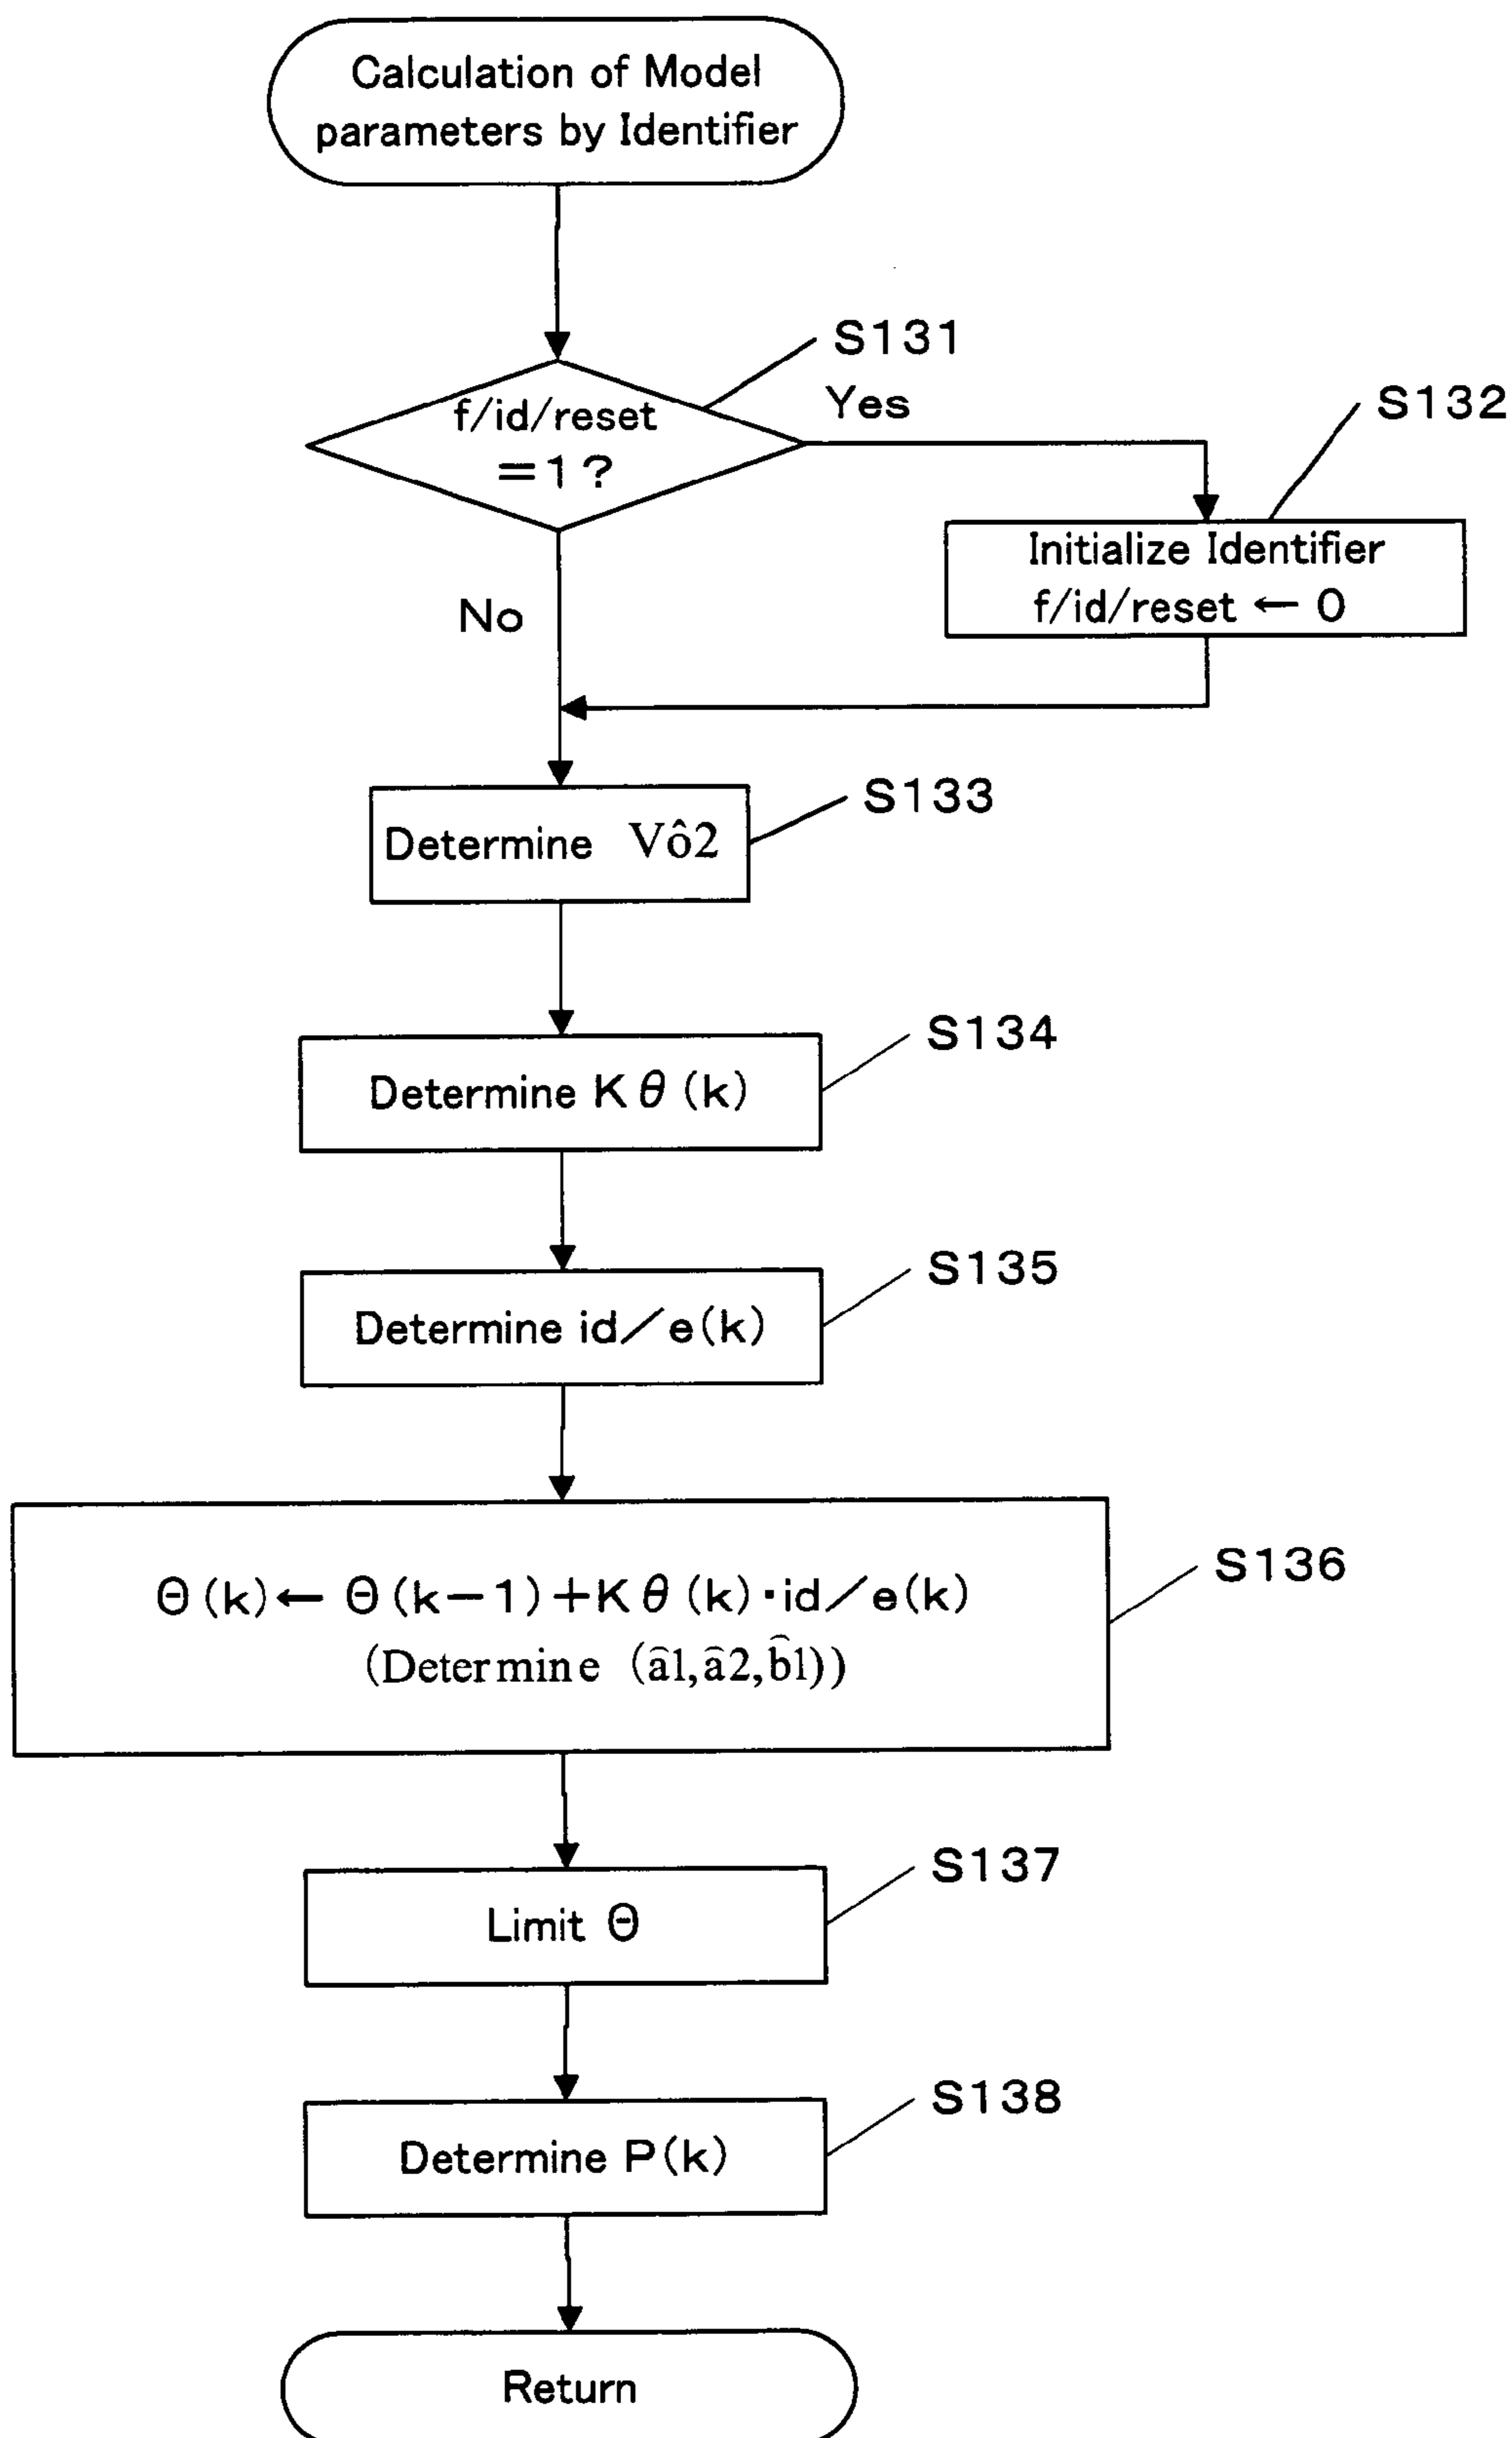 Calculation of Model
parameters by Identifier
S131
f/id/reset
=1?
Yes
S132
Initialize Identifier
f/id/reset ← 0
No
S133
Determine Vô2
S134
Determine Kθ(k)
S135
Determine id/e(k)
S136
Θ(k)← Θ(k-1)+Kθ(k)·id/e(k)
(Determine (â1,â2,b̂1))
S137
Limit Θ
S138
Determine P(k)
Return